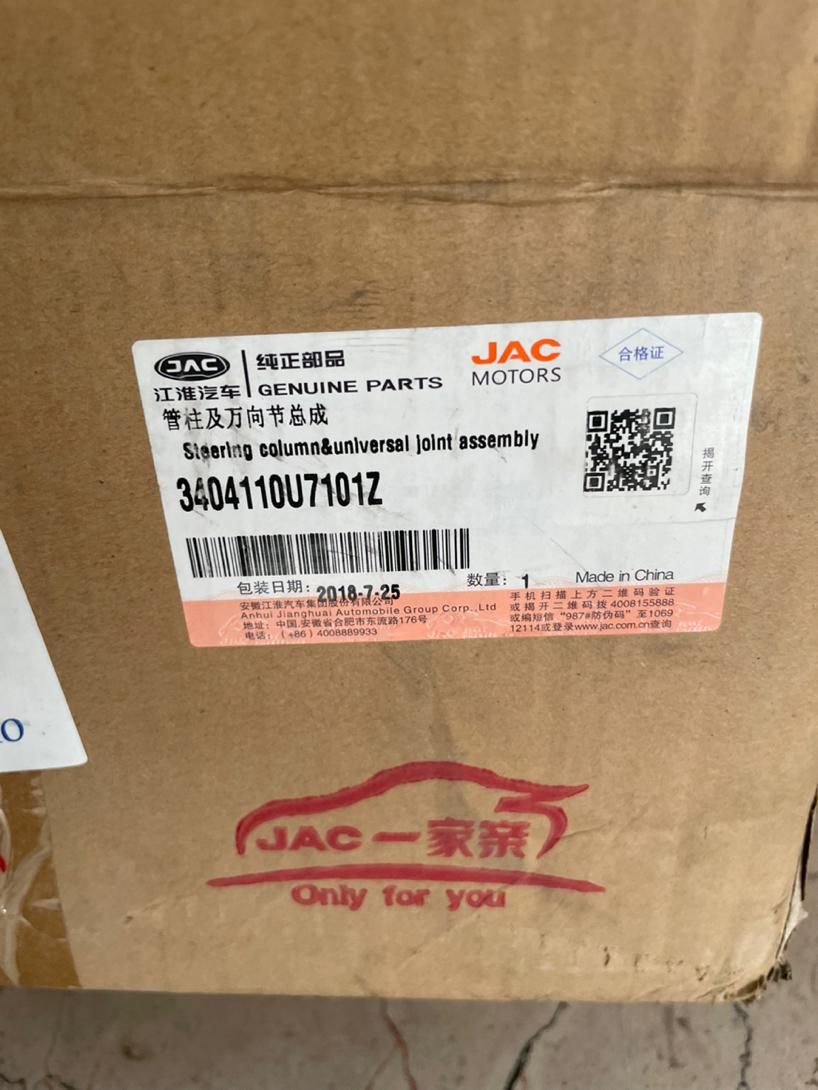 JAC
江淮汽车
纯正部品
GENUINE PARTS
JAC
MOTORS
合格证
管柱及万向节总成
Steering column&universal joint assembly
3404110U7101Z
揭开查询
包装日期：2018-7-25
数量：1
Made in China
安徽江淮汽车集团股份有限公司
Anhui Jianghuai Automobile Group Corp.,Ltd
地址：中国.安徽省合肥市东流路176号
电话：(+86) 4008889933
手机扫描上方二维码验证
或揭开二维码拨4008155888
或编短信“987#防伪码”至1069
12114或登录www.jac.com.cn查询
JAC一家亲
Only for you